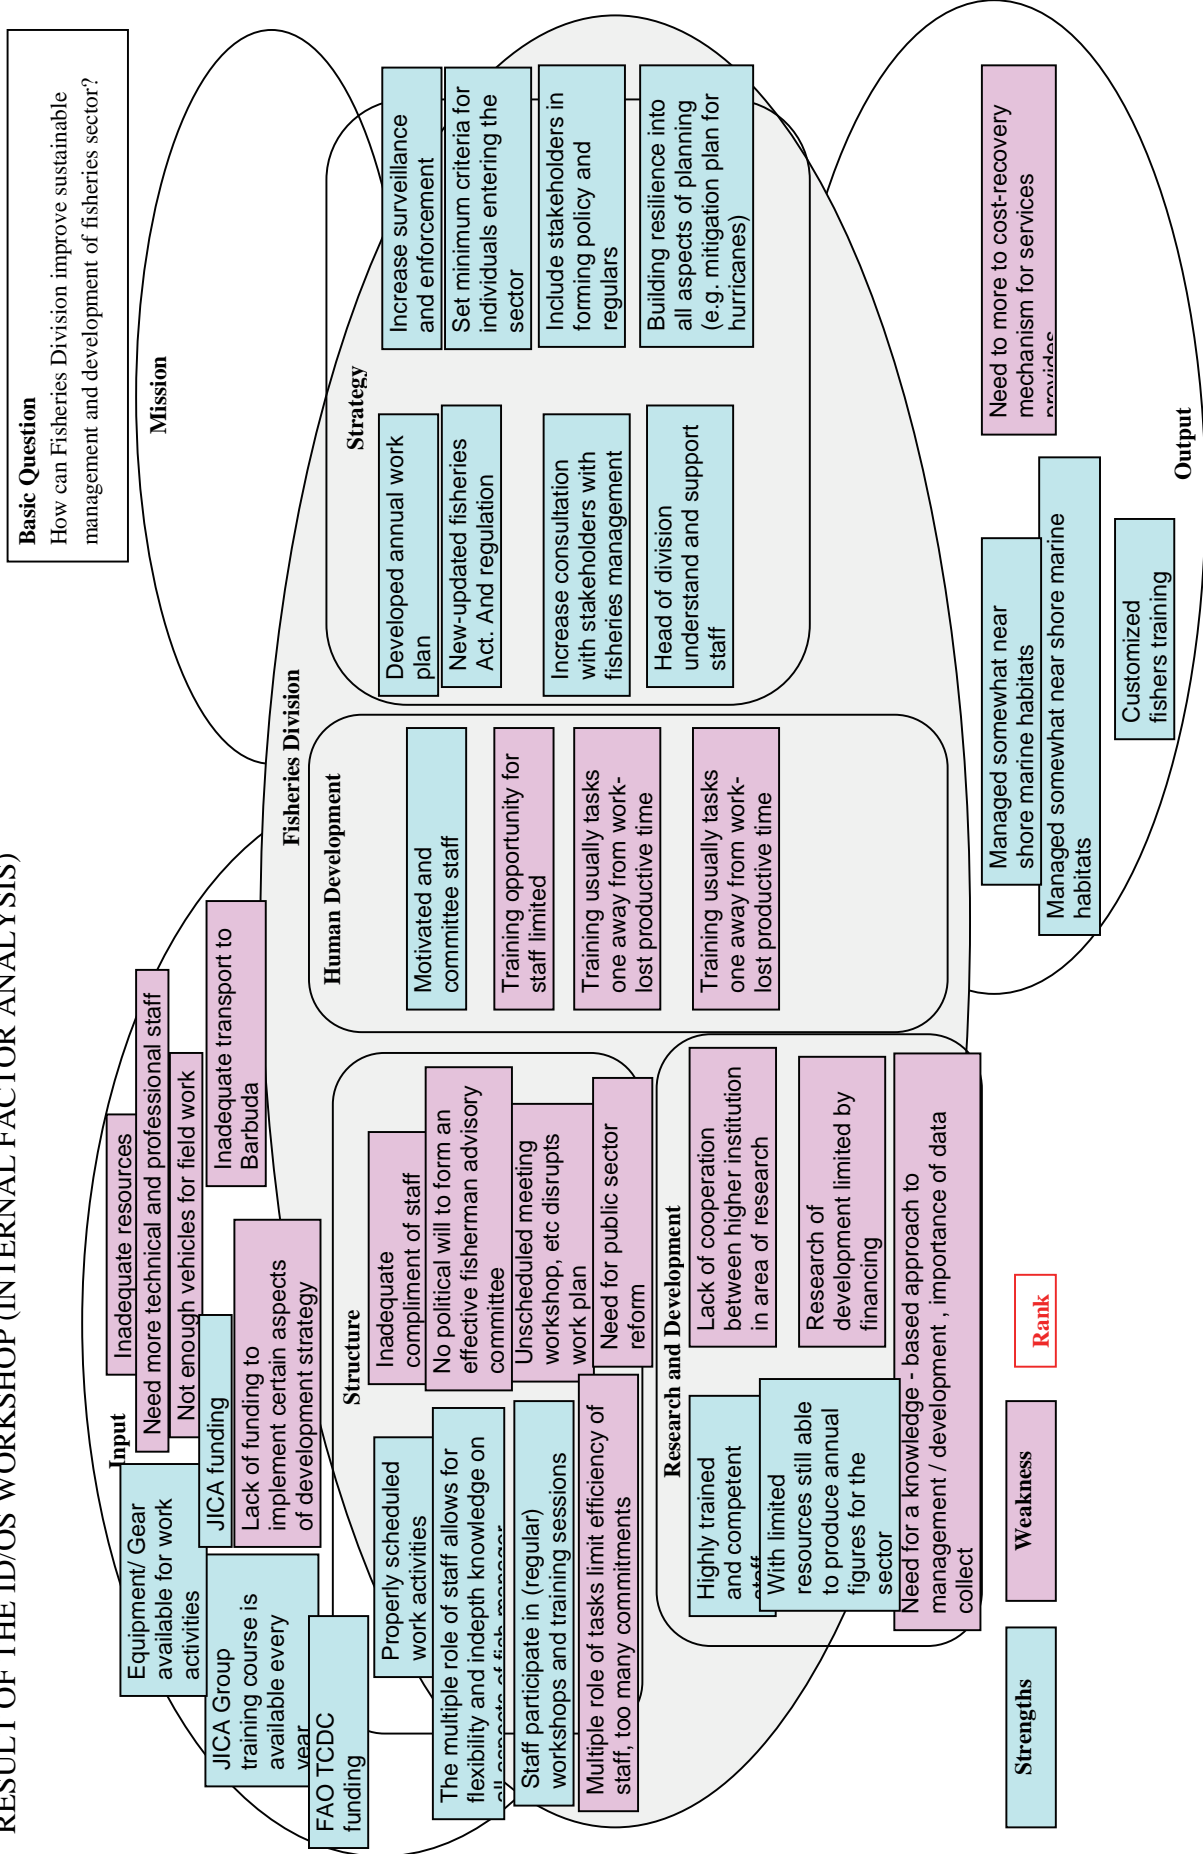 RESULT OF THE ID/OS WORKSHOP (INTERNAL FACTOR ANALYSIS)
Basic Question
How can Fisheries Division improve sustainable
management and development of fisheries sector?
Mission
Input
Equipment/ Gear
available for work
activities
JICA Group
training course is
available every
year
FAO TCDC
funding
Inadequate resources
Need more technical and professional staff
Not enough vehicles for field work
JICA funding
Lack of funding to
implement certain aspects
of development strategy
Inadequate transport to
Barbuda
Fisheries Division
Structure
Properly scheduled
work activities
The multiple role of staff allows for
flexibility and indepth knowledge on
all aspects of fish manager
Staff participate in (regular)
workshops and training sessions
Multiple role of tasks limit efficiency of
staff, too many commitments
Inadequate
compliment of staff
No political will to form an
effective fisherman advisory
committee
Unscheduled meeting
workshop, etc disrupts
work plan
Need for public sector
reform
Human Development
Motivated and
committee staff
Training opportunity for
staff limited
Training usually tasks
one away from work-
lost productive time
Training usually tasks
one away from work-
lost productive time
Strategy
Developed annual work
plan
New-updated fisheries
Act. And regulation
Increase consultation
with stakeholders with
fisheries management
Head of division
understand and support
staff
Increase surveillance
and enforcement
Set minimum criteria for
individuals entering the
sector
Include stakeholders in
forming policy and
regulars
Building resilience into
all aspects of planning
(e.g. mitigation plan for
hurricanes)
Research and Development
Highly trained
and competent
staff
With limited
resources still able
to produce annual
figures for the
sector
Lack of cooperation
between higher institution
in area of research
Research of
development limited by
financing
Need for a knowledge - based approach to
management / development , importance of data
collect
Managed somewhat near
shore marine habitats
Managed somewhat near shore marine
habitats
Customized
fishers training
Need to more to cost-recovery
mechanism for services
provides
Output
Strengths
Weakness
Rank